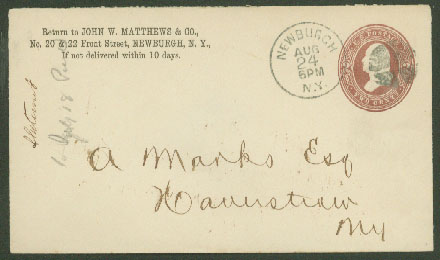 Return to JOHN W. MATTHEWS & CO.,
No. 20 & 22 Front Street, NEWBURGH, N. Y.,
If not delivered within 10 days.
NEWBURGH
AUG
24
6PM
N.Y.
A Marks Esq
Haverstraw
Ny